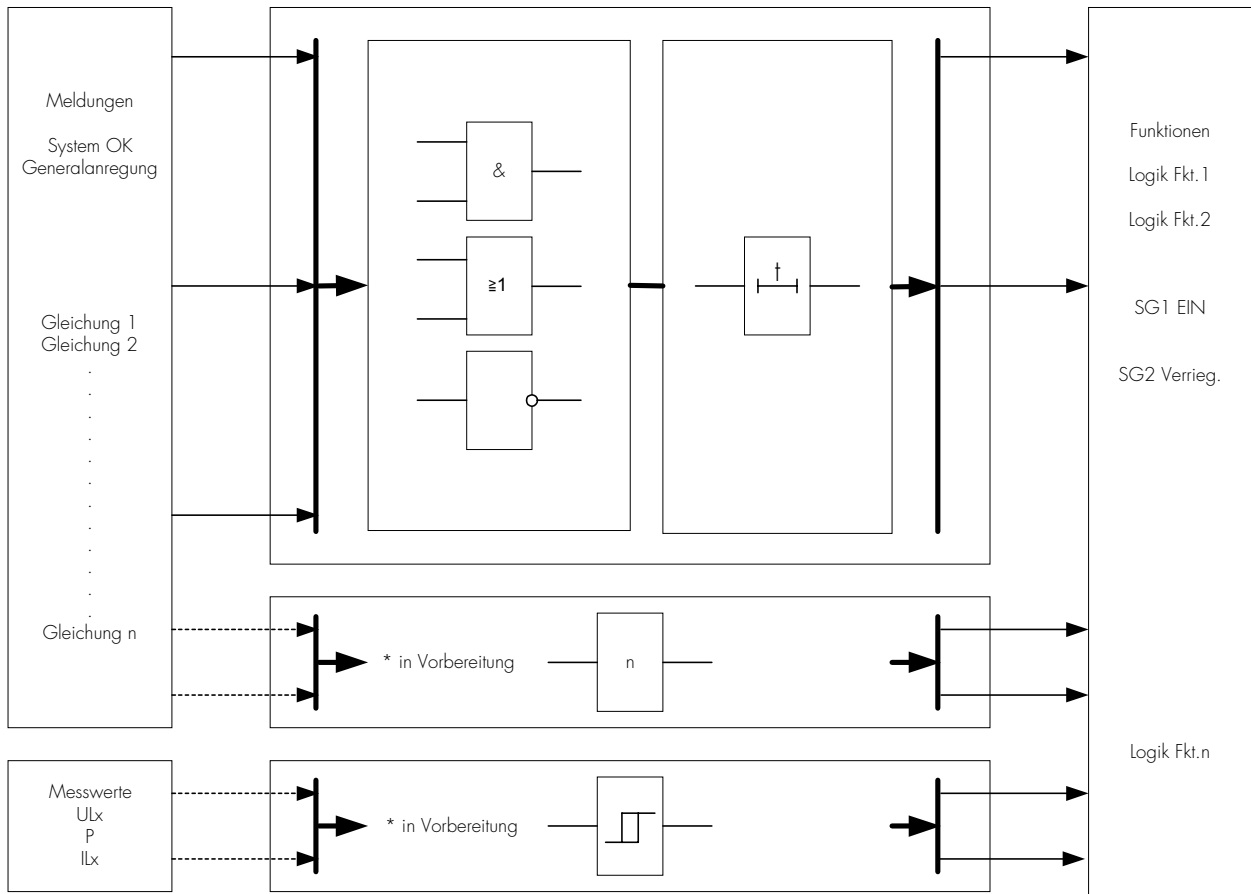 Meldungen
System OK
Generalanregung
Gleichung 1
Gleichung 2
.
.
.
.
.
.
.
.
.
.
.
.
Gleichung n
&
≧1
t
Funktionen
Logik Fkt.1
Logik Fkt.2
SG1 EIN
SG2 Verrieg.
* in Vorbereitung
n
Logik Fkt.n
Messwerte
ULx
P
ILx
* in Vorbereitung